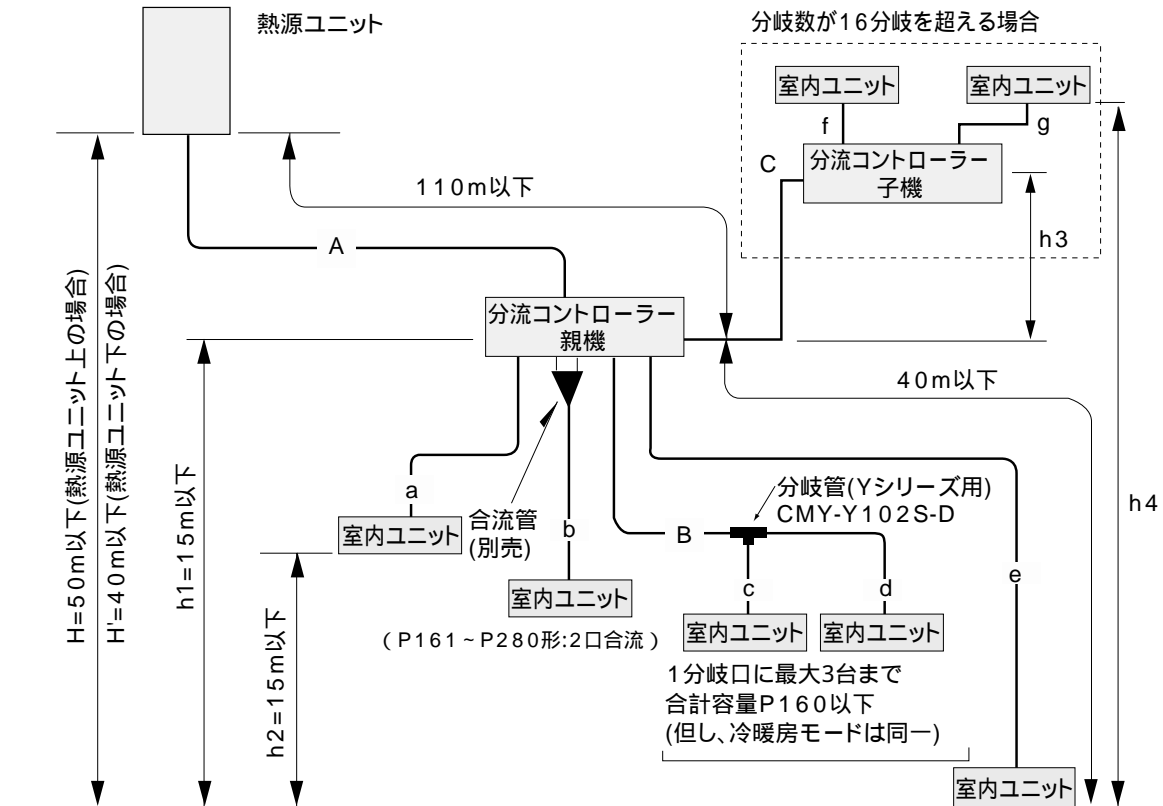 熱源ユニット
分岐数が16分岐を超える場合
室内ユニット
室内ユニット
f
g
C
分流コントローラー
子機
110m以下
h3
A
分流コントローラー
親機
H=50m以下(熱源ユニット上の場合)
H'=40m以下(熱源ユニット下の場合)
h1=15m以下
40m以下
h4
a
合流管
(別売)
b
B
分岐管(Yシリーズ用)
CMY-Y102S-D
室内ユニット
h2=15m以下
c
d
e
室内ユニット
(P161~P280形:2口合流)
室内ユニット
室内ユニット
1分岐口に最大3台まで
合計容量P160以下
(但し、冷暖房モードは同一)
室内ユニット